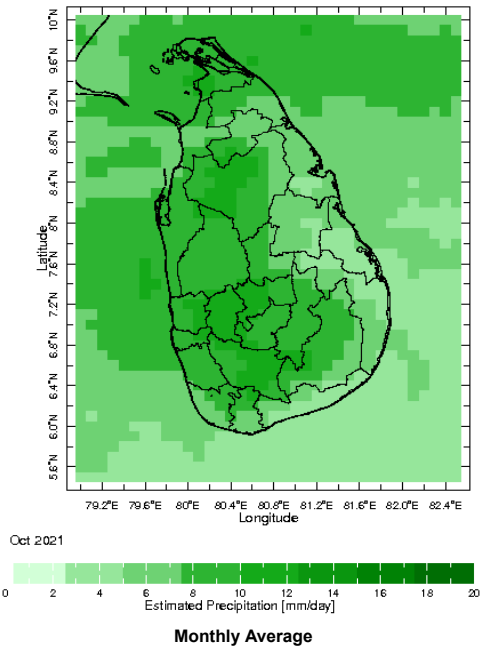 10°N
9.6°N
9.2°N
8.8°N
8.4°N
8°N
7.6°N
7.2°N
6.8°N
6.4°N
6.0°N
5.6°N
Latitude
79.2°E 79.6°E 80°E 80.4°E 80.8°E 81.2°E 81.6°E 82.0°E 82.4°E
Longitude
Oct 2021
0 2 4 6 8 10 12 14 16 18 20
Estimated Precipitation [mm/day]
Monthly Average